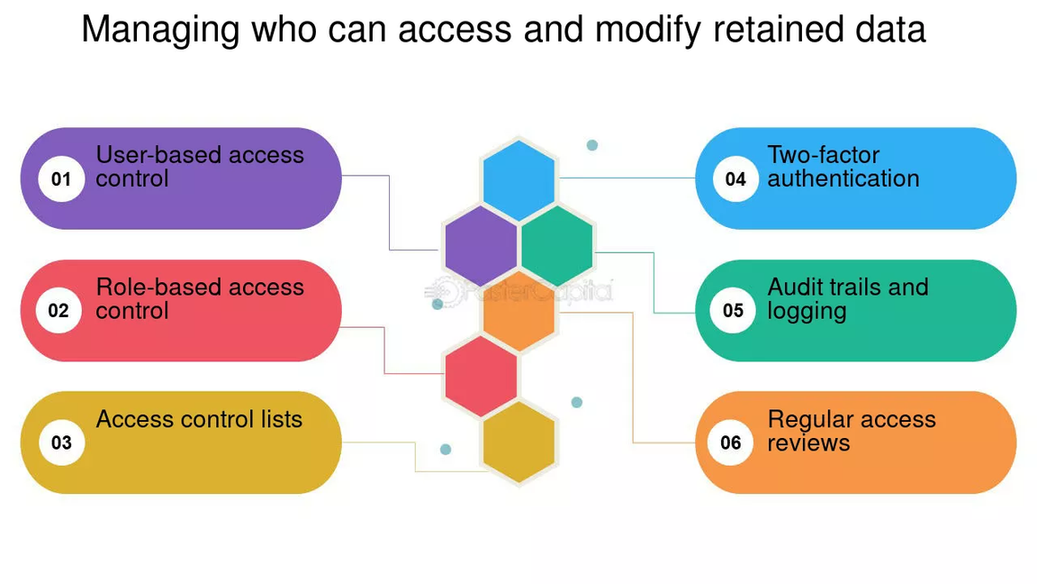 Managing who can access and modify retained data
01
User-based access
control
02
Role-based access
control
03
Access control lists
04
Two-factor
authentication
05
Audit trails and
logging
06
Regular access
reviews
FasterCapital